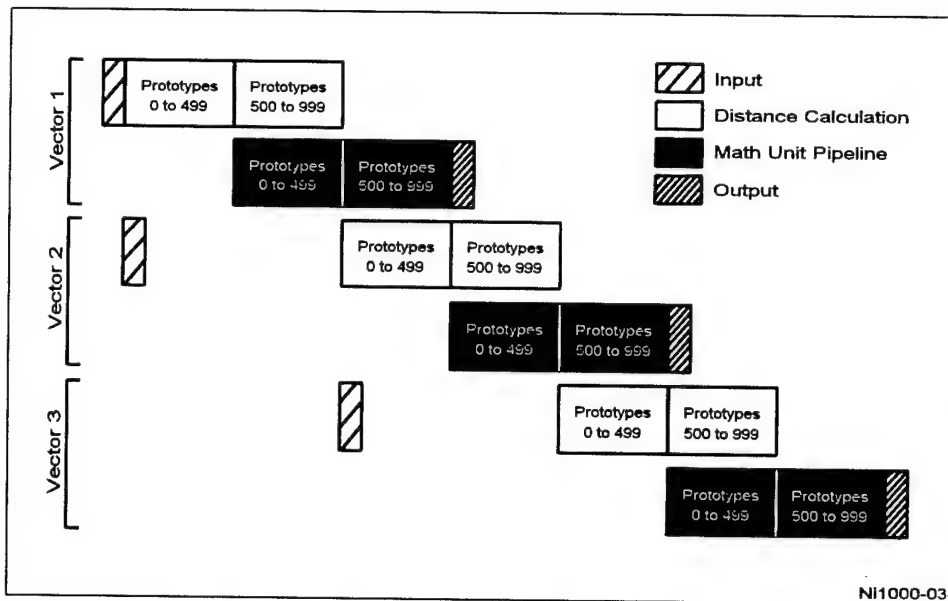 Vector 1
Prototypes
0 to 499
Prototypes
500 to 999
Prototypes
0 to 499
Prototypes
500 to 999
Input
Distance Calculation
Math Unit Pipeline
Output
Vector 2
Prototypes
0 to 499
Prototypes
500 to 999
Prototypes
0 to 499
Prototypes
500 to 999
Vector 3
Prototypes
0 to 499
Prototypes
500 to 999
Prototypes
0 to 499
Prototypes
500 to 999
NI1000-03